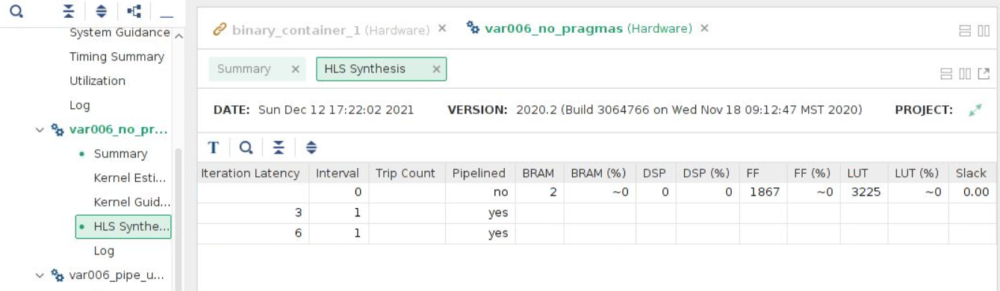 System Guidance
Timing Summary
Utilization
Log
var006_no_pr...
Summary
Kernel Esti...
Kernel Guid...
HLS Synthe...
Log
var006_pipe_u...
binary_container_1 (Hardware) × var006_no_pragmas (Hardware) ×
Summary × HLS Synthesis ×
DATE: Sun Dec 12 17:22:02 2021 VERSION: 2020.2 (Build 3064766 on Wed Nov 18 09:12:47 MST 2020) PROJECT:
T
Iteration Latency Interval Trip Count Pipelined BRAM BRAM (%) DSP DSP (%) FF FF (%) LUT LUT (%) Slack
0 no 2 ~0 0 0 1867 ~0 3225 ~0 0.00
3 1 yes
6 1 yes